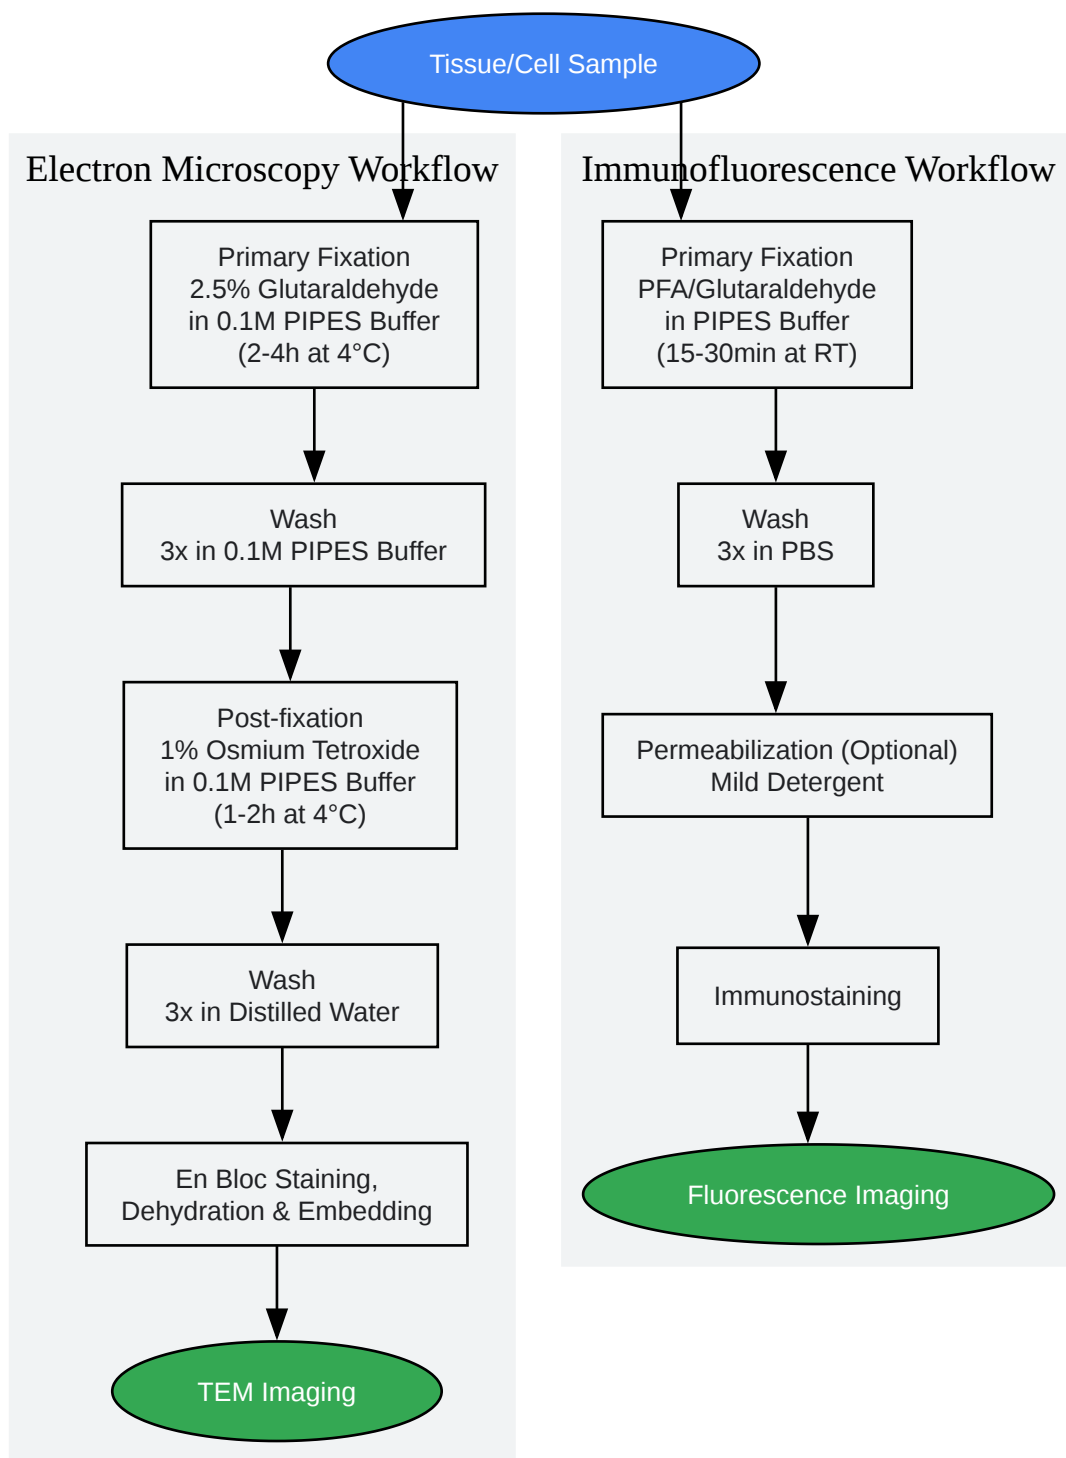 Tissue/Cell Sample
Electron Microscopy Workflow
Primary Fixation
2.5% Glutaraldehyde
in 0.1M PIPES Buffer
(2-4h at 4°C)
Wash
3x in 0.1M PIPES Buffer
Post-fixation
1% Osmium Tetroxide
in 0.1M PIPES Buffer
(1-2h at 4°C)
Wash
3x in Distilled Water
En Bloc Staining,
Dehydration & Embedding
TEM Imaging
Immunofluorescence Workflow
Primary Fixation
PFA/Glutaraldehyde
in PIPES Buffer
(15-30min at RT)
Wash
3x in PBS
Permeabilization (Optional)
Mild Detergent
Immunostaining
Fluorescence Imaging